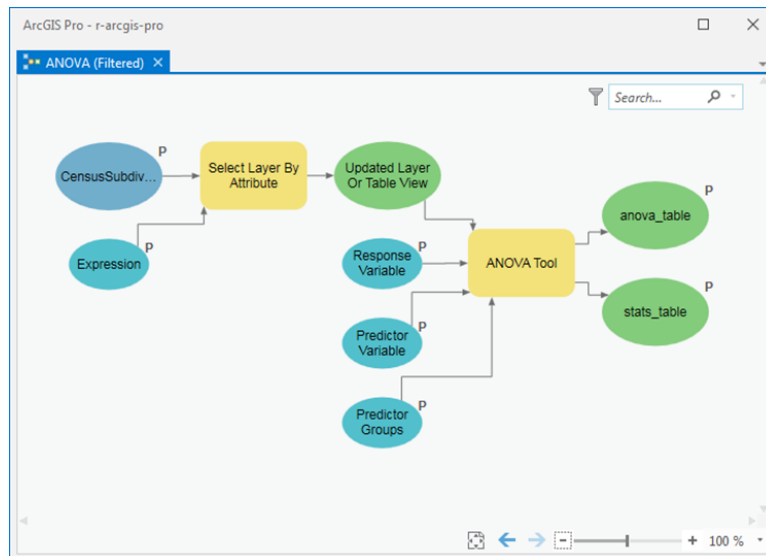 ArcGIS Pro - r-arcgis-pro
ANOVA (Filtered)
Search...
P
CensusSubdiv...
Select Layer By
Attribute
Updated Layer
Or Table View
P
Expression
P
Response
Variable
ANOVA Tool
P
anova_table
P
Predictor
Variable
P
stats_table
P
Predictor
Groups
100 %